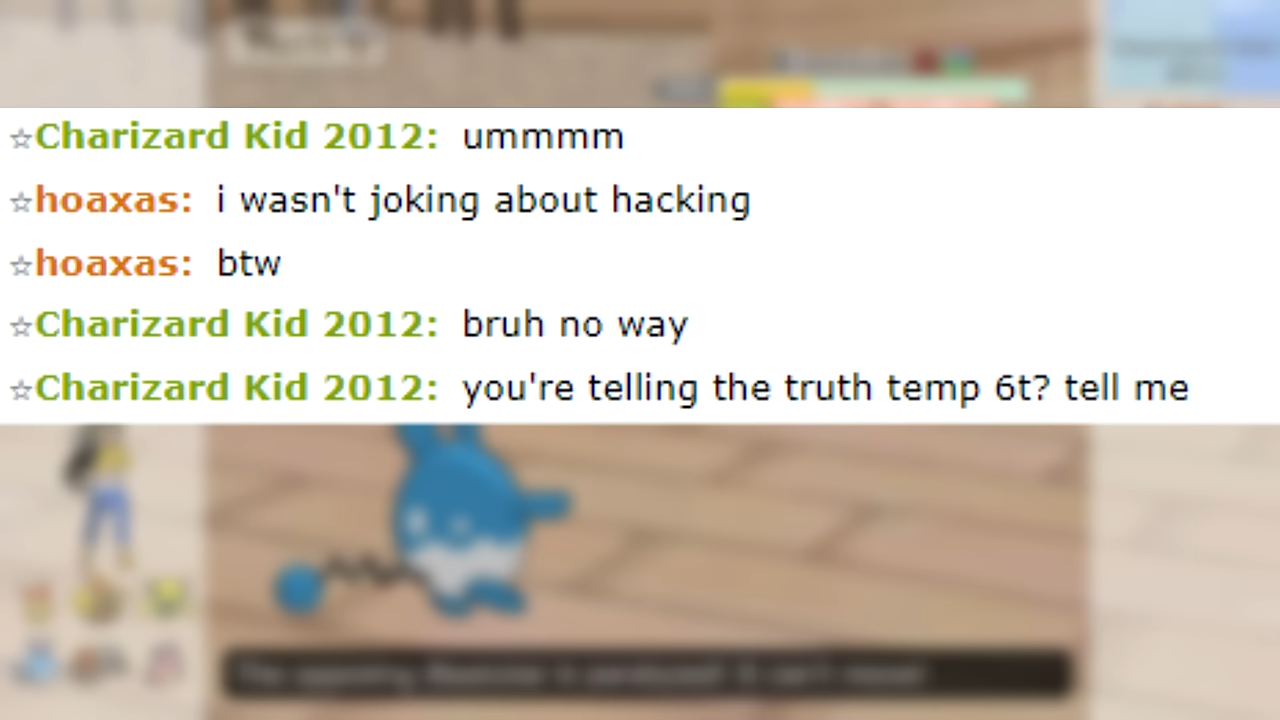 ☆Charizard Kid 2012: ummmm
☆hoaxas: i wasn't joking about hacking
☆hoaxas: btw
☆Charizard Kid 2012: bruh no way
☆Charizard Kid 2012: you're telling the truth temp 6t? tell me